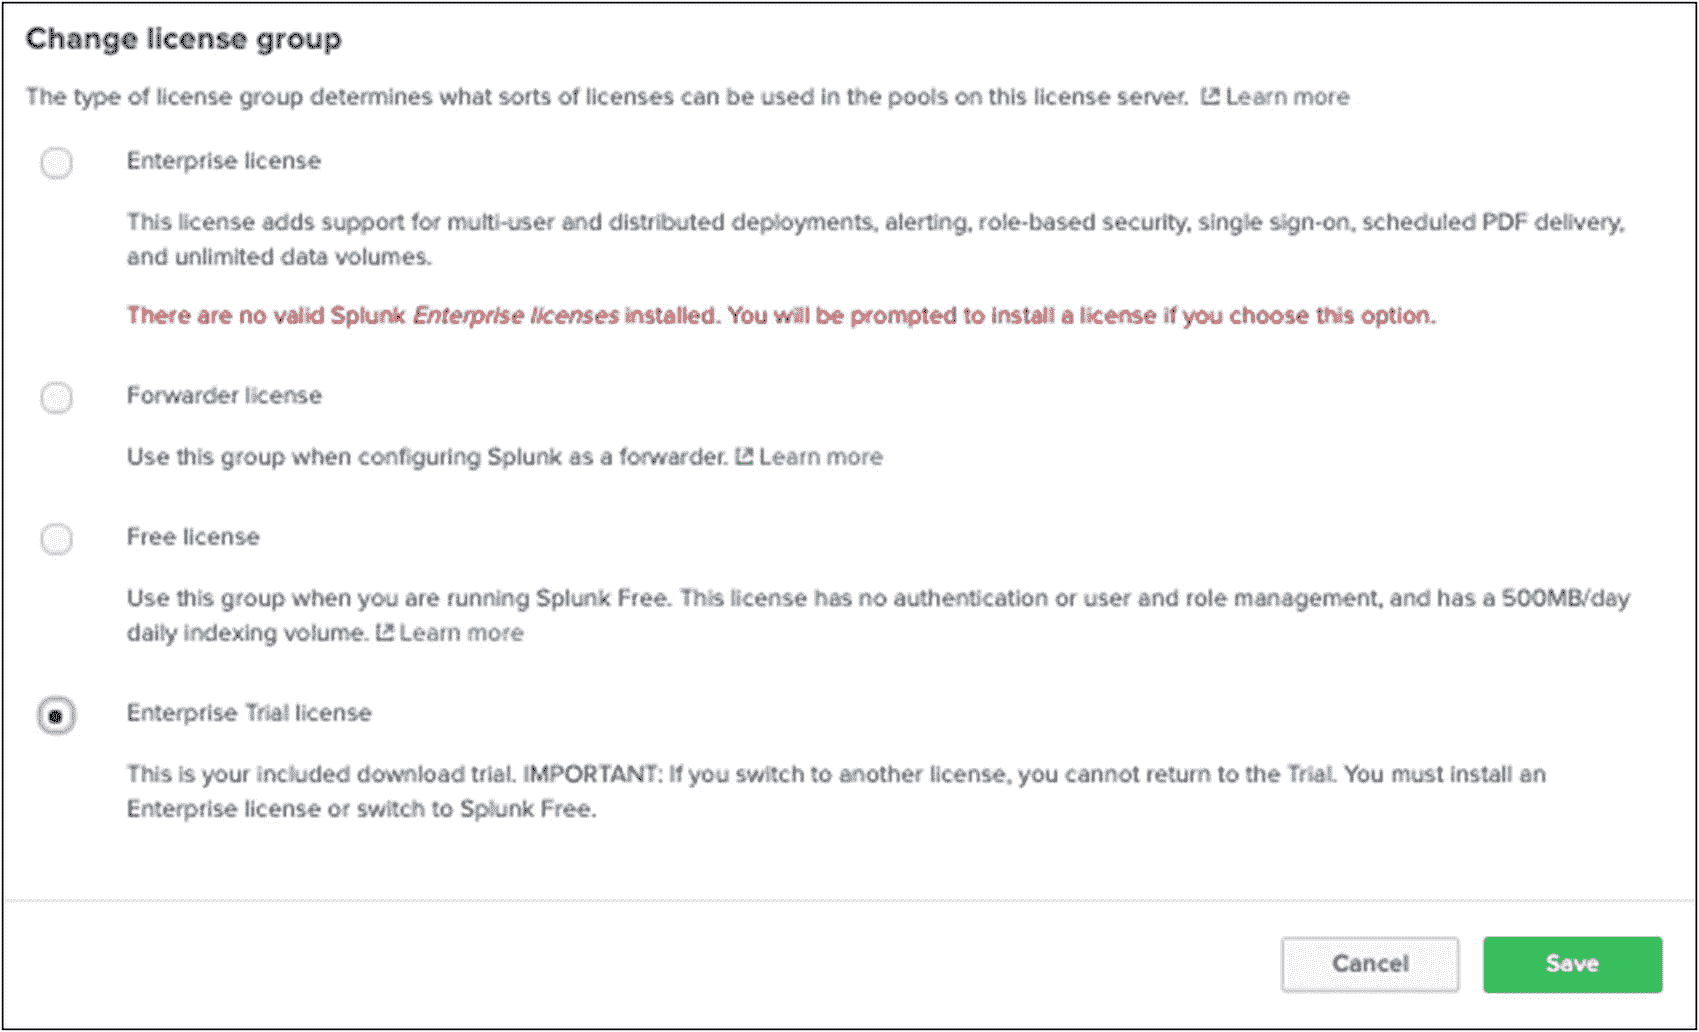 Change license group
The type of license group determines what sorts of licenses can be used in the pools on this license server. Learn more
Enterprise license
This license adds support for multi-user and distributed deployments, alerting, role-based security, single sign-on, scheduled PDF delivery,
and unlimited data volumes.
There are no valid Splunk Enterprise licenses installed. You will be prompted to install a license if you choose this option.
Forwarder license
Use this group when configuring Splunk as a forwarder. Learn more
Free license
Use this group when you are running Splunk Free. This license has no authentication or user and role management, and has a 500MB/day
daily indexing volume. Learn more
Enterprise Trial license
This is your included download trial. IMPORTANT: If you switch to another license, you cannot return to the Trial. You must install an
Enterprise license or switch to Splunk Free.
Cancel Save